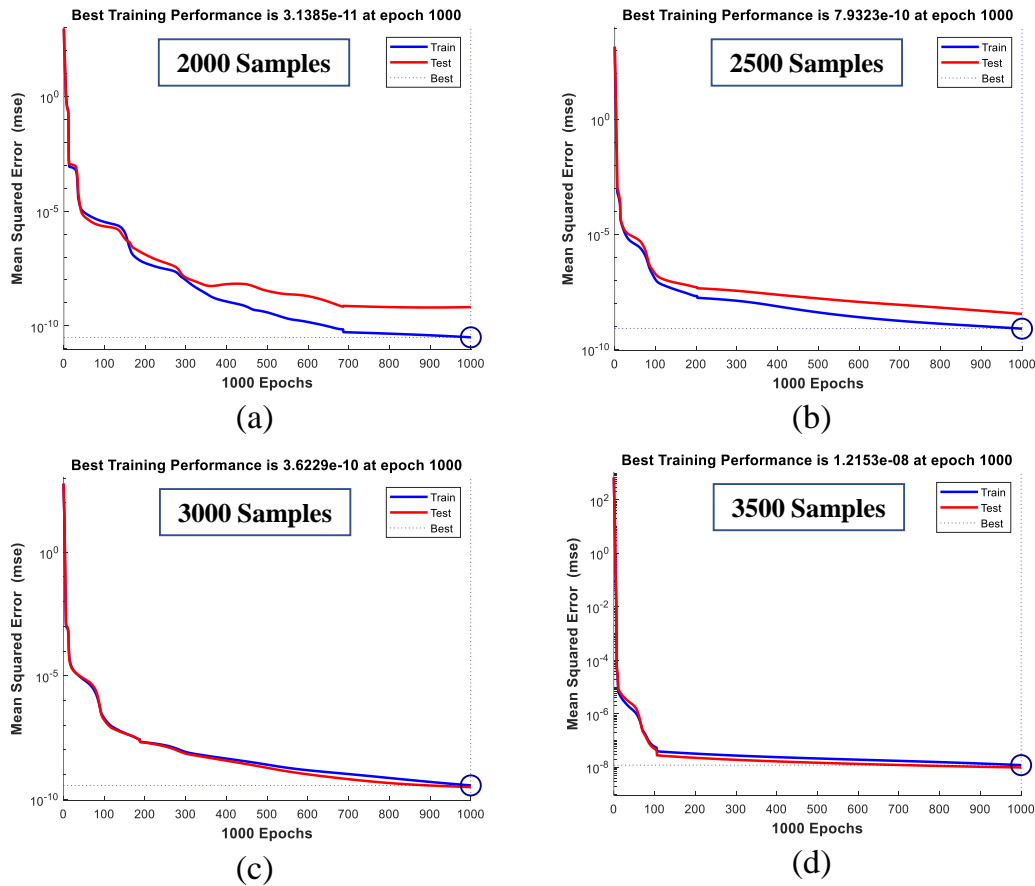 Best Training Performance is 3.1385e-11 at epoch 1000
2000 Samples
Train
Test
Best
Mean Squared Error (mse)
10^0
10^-5
10^-10
0 100 200 300 400 500 600 700 800 900 1000
1000 Epochs
(a)
Best Training Performance is 7.9323e-10 at epoch 1000
2500 Samples
Train
Test
Best
Mean Squared Error (mse)
10^0
10^-5
10^-10
0 100 200 300 400 500 600 700 800 900 1000
1000 Epochs
(b)
Best Training Performance is 3.6229e-10 at epoch 1000
3000 Samples
Train
Test
Best
Mean Squared Error (mse)
10^0
10^-5
10^-10
0 100 200 300 400 500 600 700 800 900 1000
1000 Epochs
(c)
Best Training Performance is 1.2153e-08 at epoch 1000
3500 Samples
Train
Test
Best
Mean Squared Error (mse)
10^2
10^0
10^-2
10^-4
10^-6
10^-8
0 100 200 300 400 500 600 700 800 900 1000
1000 Epochs
(d)